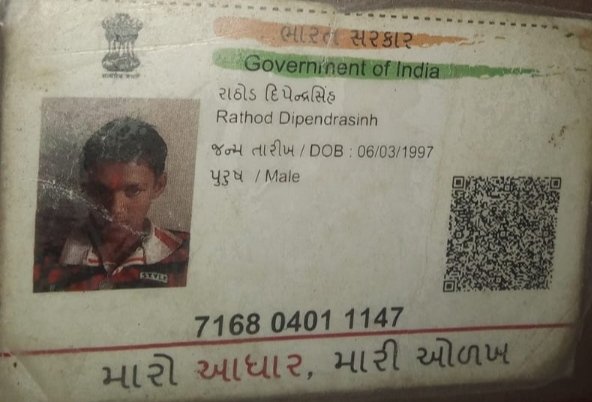 ભારત સરકાર
Government of India
રાઠોડ દિપેન્દ્રસિંહ
Rathod Dipendrasinh
જન્મ તારીખ / DOB : 06/03/1997
પુરુષ / Male
STYL
7168 0401 1147
મારો આધાર, મારી ઓળખ